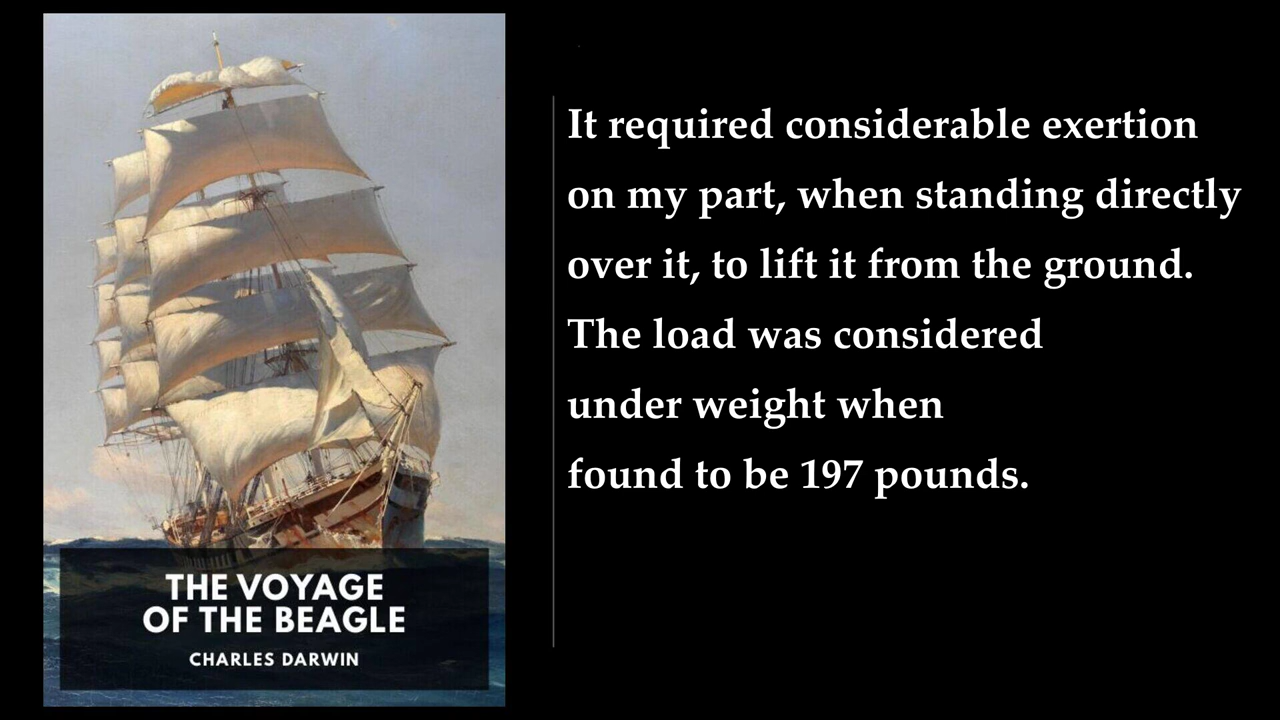 THE VOYAGE
OF THE BEAGLE
CHARLES DARWIN
It required considerable exertion
on my part, when standing directly
over it, to lift it from the ground.
The load was considered
under weight when
found to be 197 pounds.